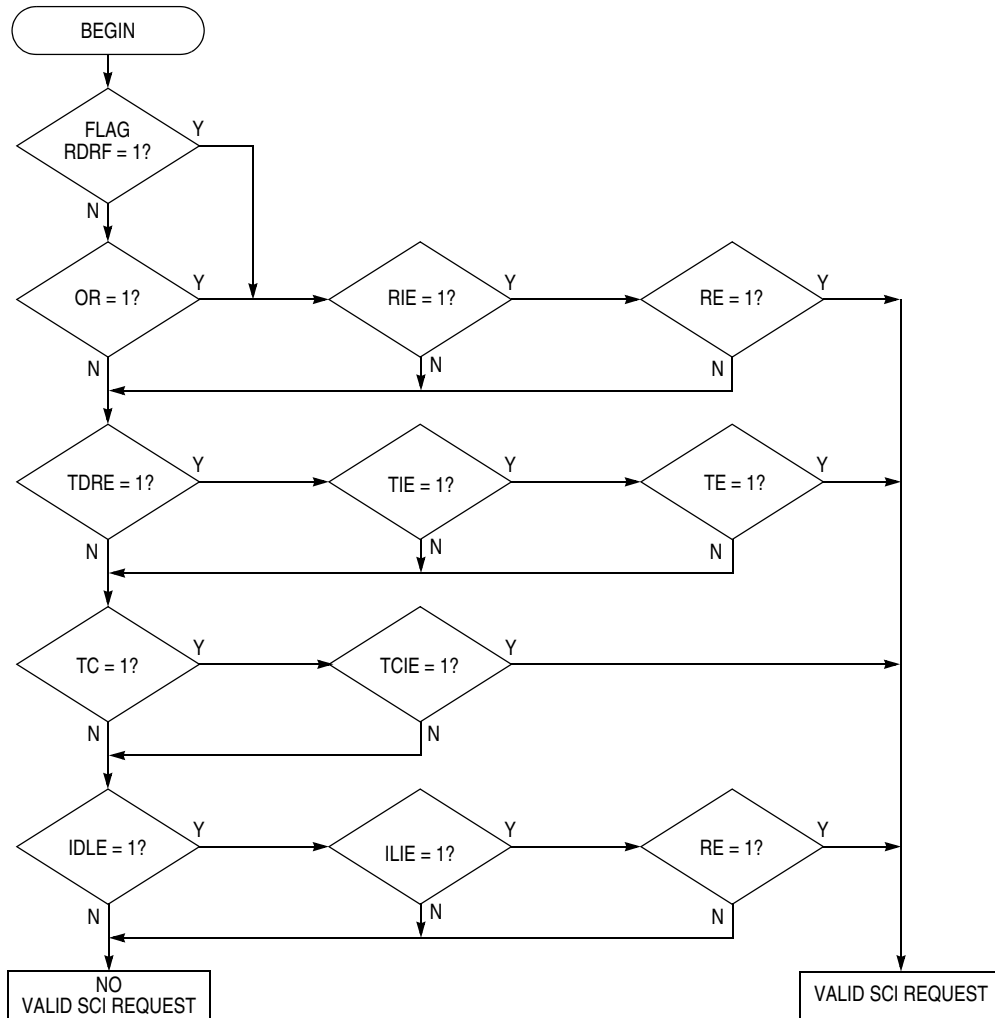 BEGIN
FLAG
RDRF = 1?
Y
N
OR = 1?
Y
RIE = 1?
Y
RE = 1?
Y
N
N
N
TDRE = 1?
Y
TIE = 1?
Y
TE = 1?
Y
N
N
N
TC = 1?
Y
TCIE = 1?
Y
N
N
IDLE = 1?
Y
ILIE = 1?
Y
RE = 1?
Y
N
N
N
NO
VALID SCI REQUEST
VALID SCI REQUEST